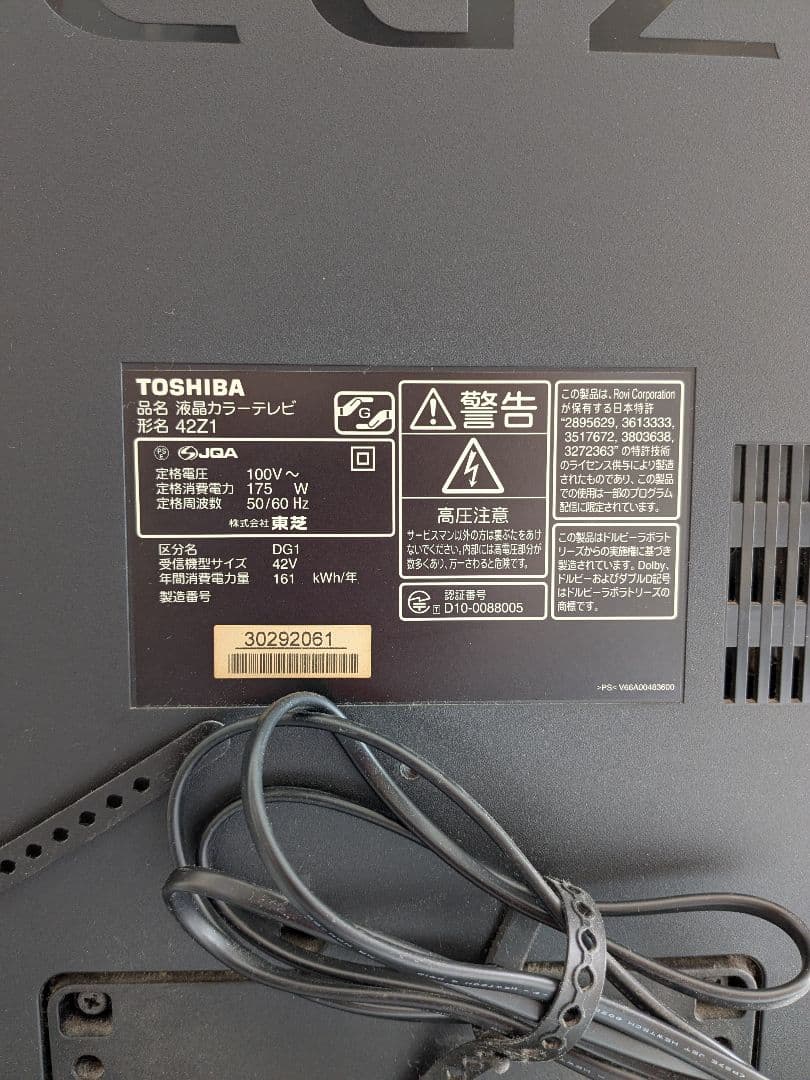 TOSHIBA
品名 液晶カラーテレビ
形名 42Z1
G
PS
E
JQA
定格電圧 100V～
定格消費電力 175 W
定格周波数 50/60 Hz
株式会社 東芝
区分名 DG1
受信機型サイズ 42V
年間消費電力量 161 kWh/年
製造番号
30292061
警告
高圧注意
サービスマン以外の方は裏ぶたをあけ
ないでください。内部には高電圧部分が
数多くあり、万一さわると危険です。
認証番号
T D10-0088005
この製品は、Rovi Corporation
が保有する日本特許
"2895629, 3613333,
3517672, 3803638,
3272363"の特許技術
のライセンス供与により製造
されたものであり、この製品
での使用は一部のプログラム
配信に限定されています。
この製品はドルビーラボラト
リーズからの実施権に基づき
製造されています。Dolby、
ドルビーおよびダブルD記号
はドルビーラボラトリーズの
商標です。
>PS< V66A00483600